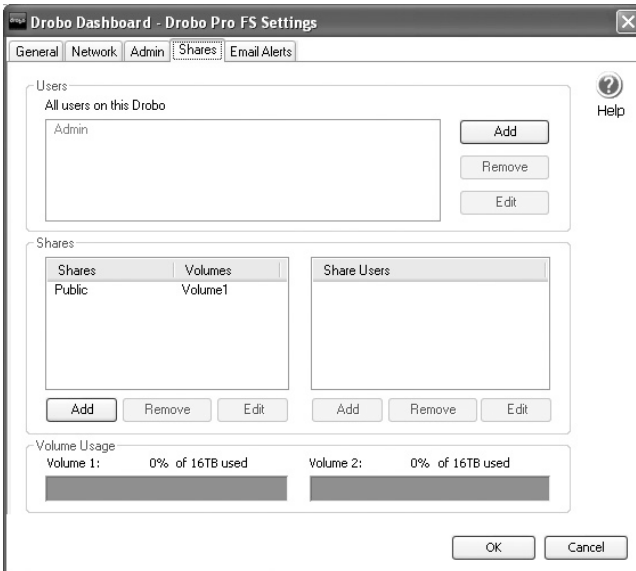 Drobo Dashboard - Drobo Pro FS Settings
General Network Admin Shares Email Alerts
Users
All users on this Drobo
Admin
Add
Remove
Edit
Help
Shares
Shares Volumes
Public Volume1
Share Users
Add Remove Edit
Add Remove Edit
Volume Usage
Volume 1: 0% of 16TB used
Volume 2: 0% of 16TB used
OK Cancel